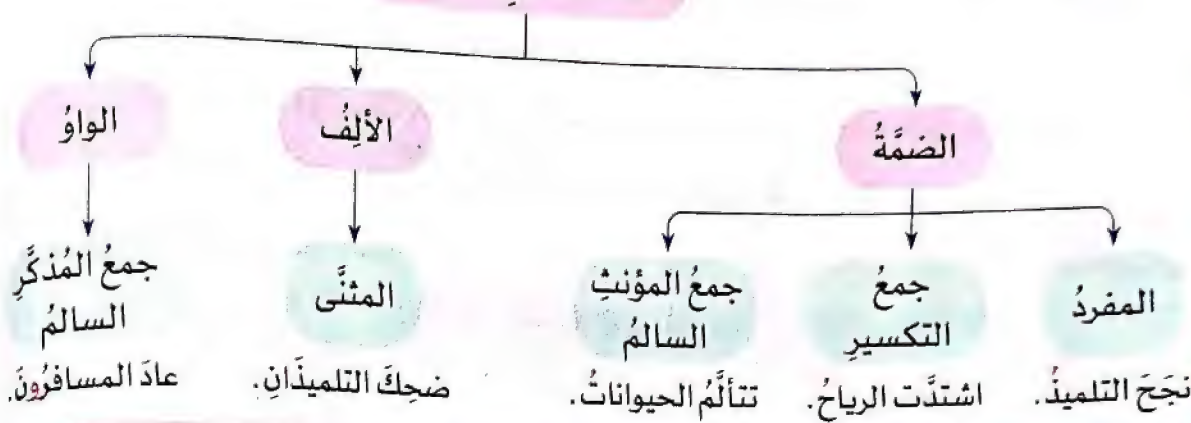 الضمَّةُ
الألِفُ
الواوُ
المفردُ
جمعُ
التكسيرِ
جمعُ المؤنثِ
السالمُ
المثنَّى
جمعُ المُذكَّرِ
السالمُ
نجَحَ التلميذُ.
اشتدَّت الرياحُ.
تتألَّمُ الحيواناتُ.
ضحِكَ التلميذَانِ.
عادَ المسافرُونَ.